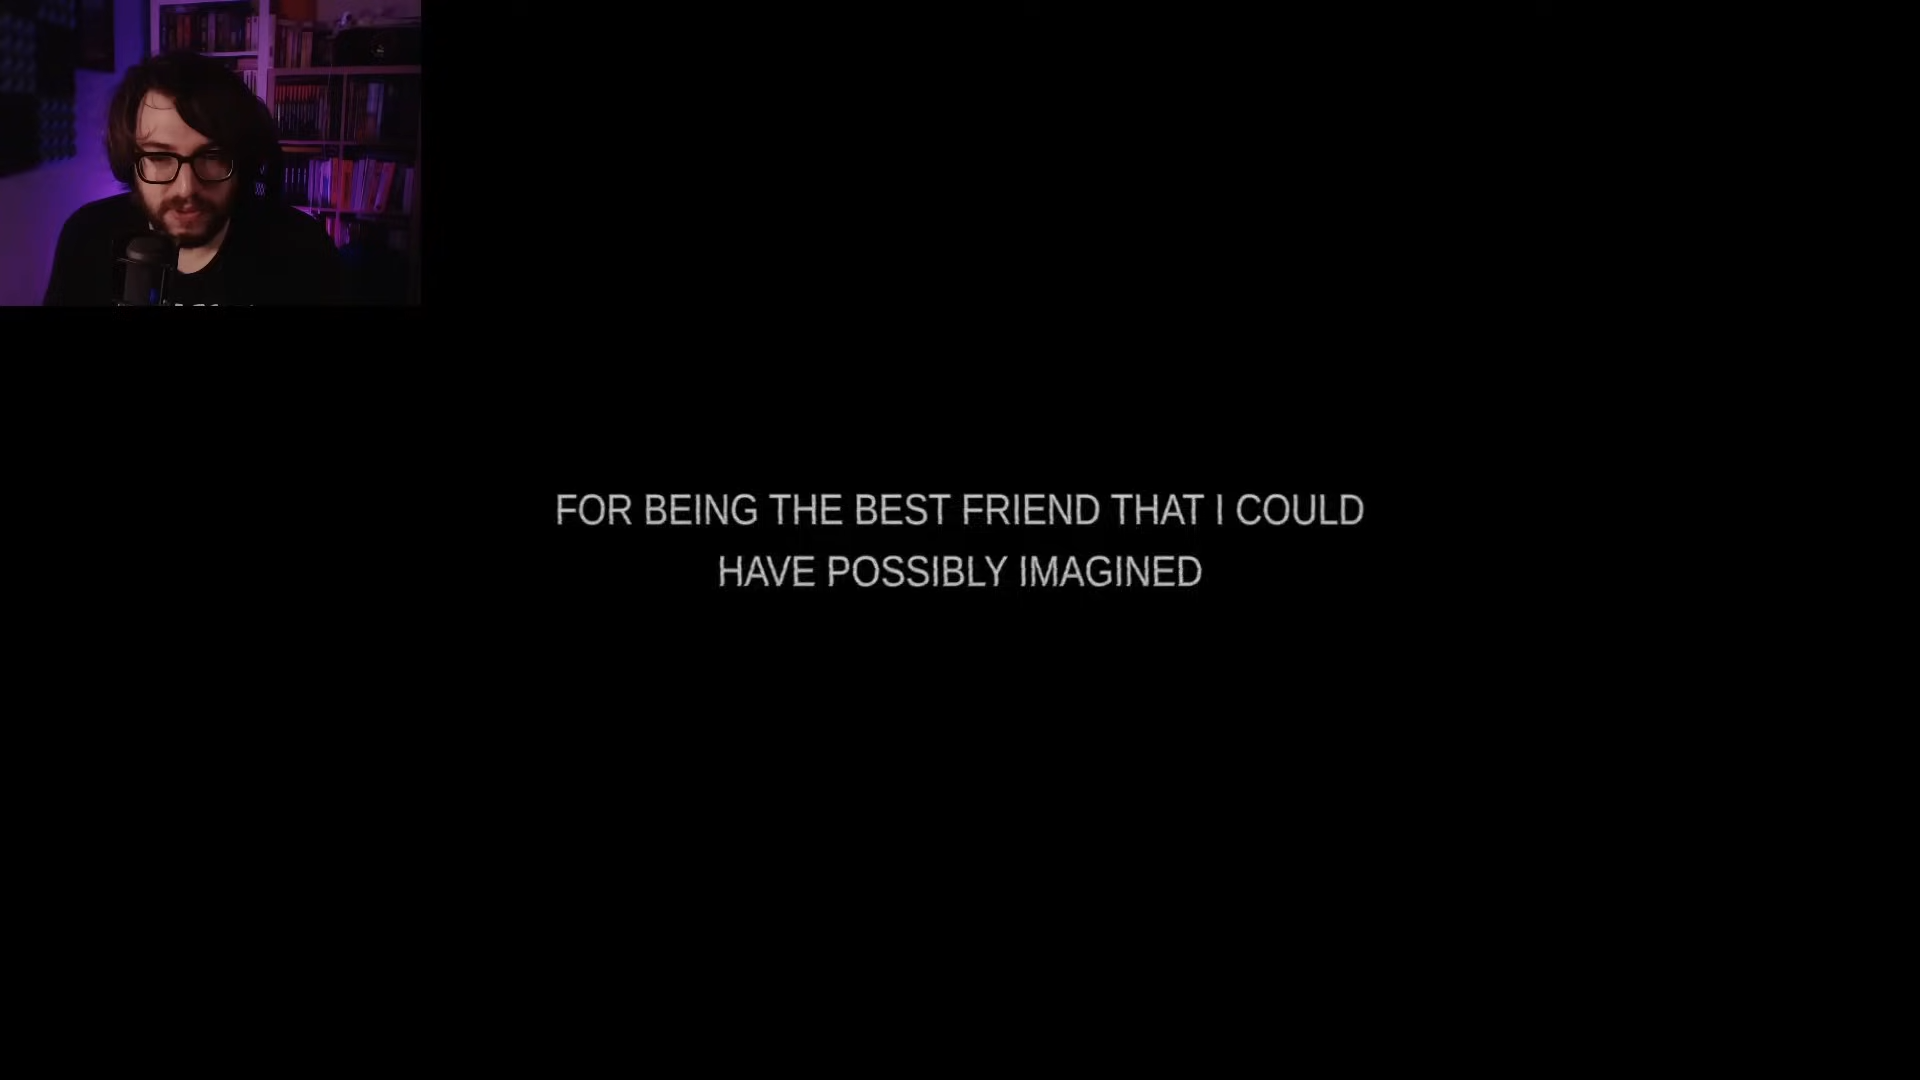 FOR BEING THE BEST FRIEND THAT I COULD
HAVE POSSIBLY IMAGINED